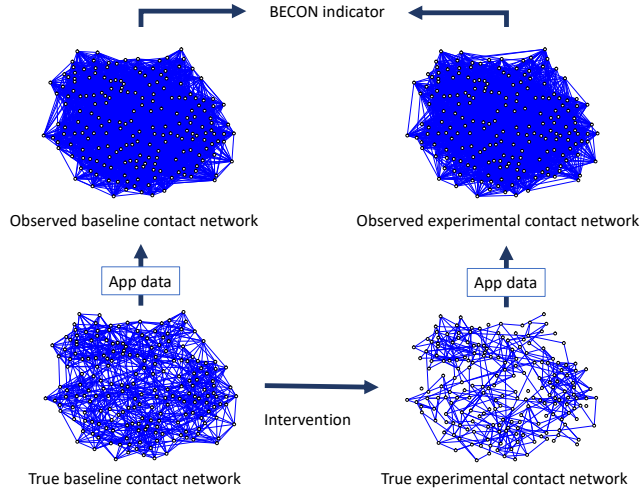 BECON indicator
Observed baseline contact network
Observed experimental contact network
App data
App data
Intervention
True baseline contact network
True experimental contact network